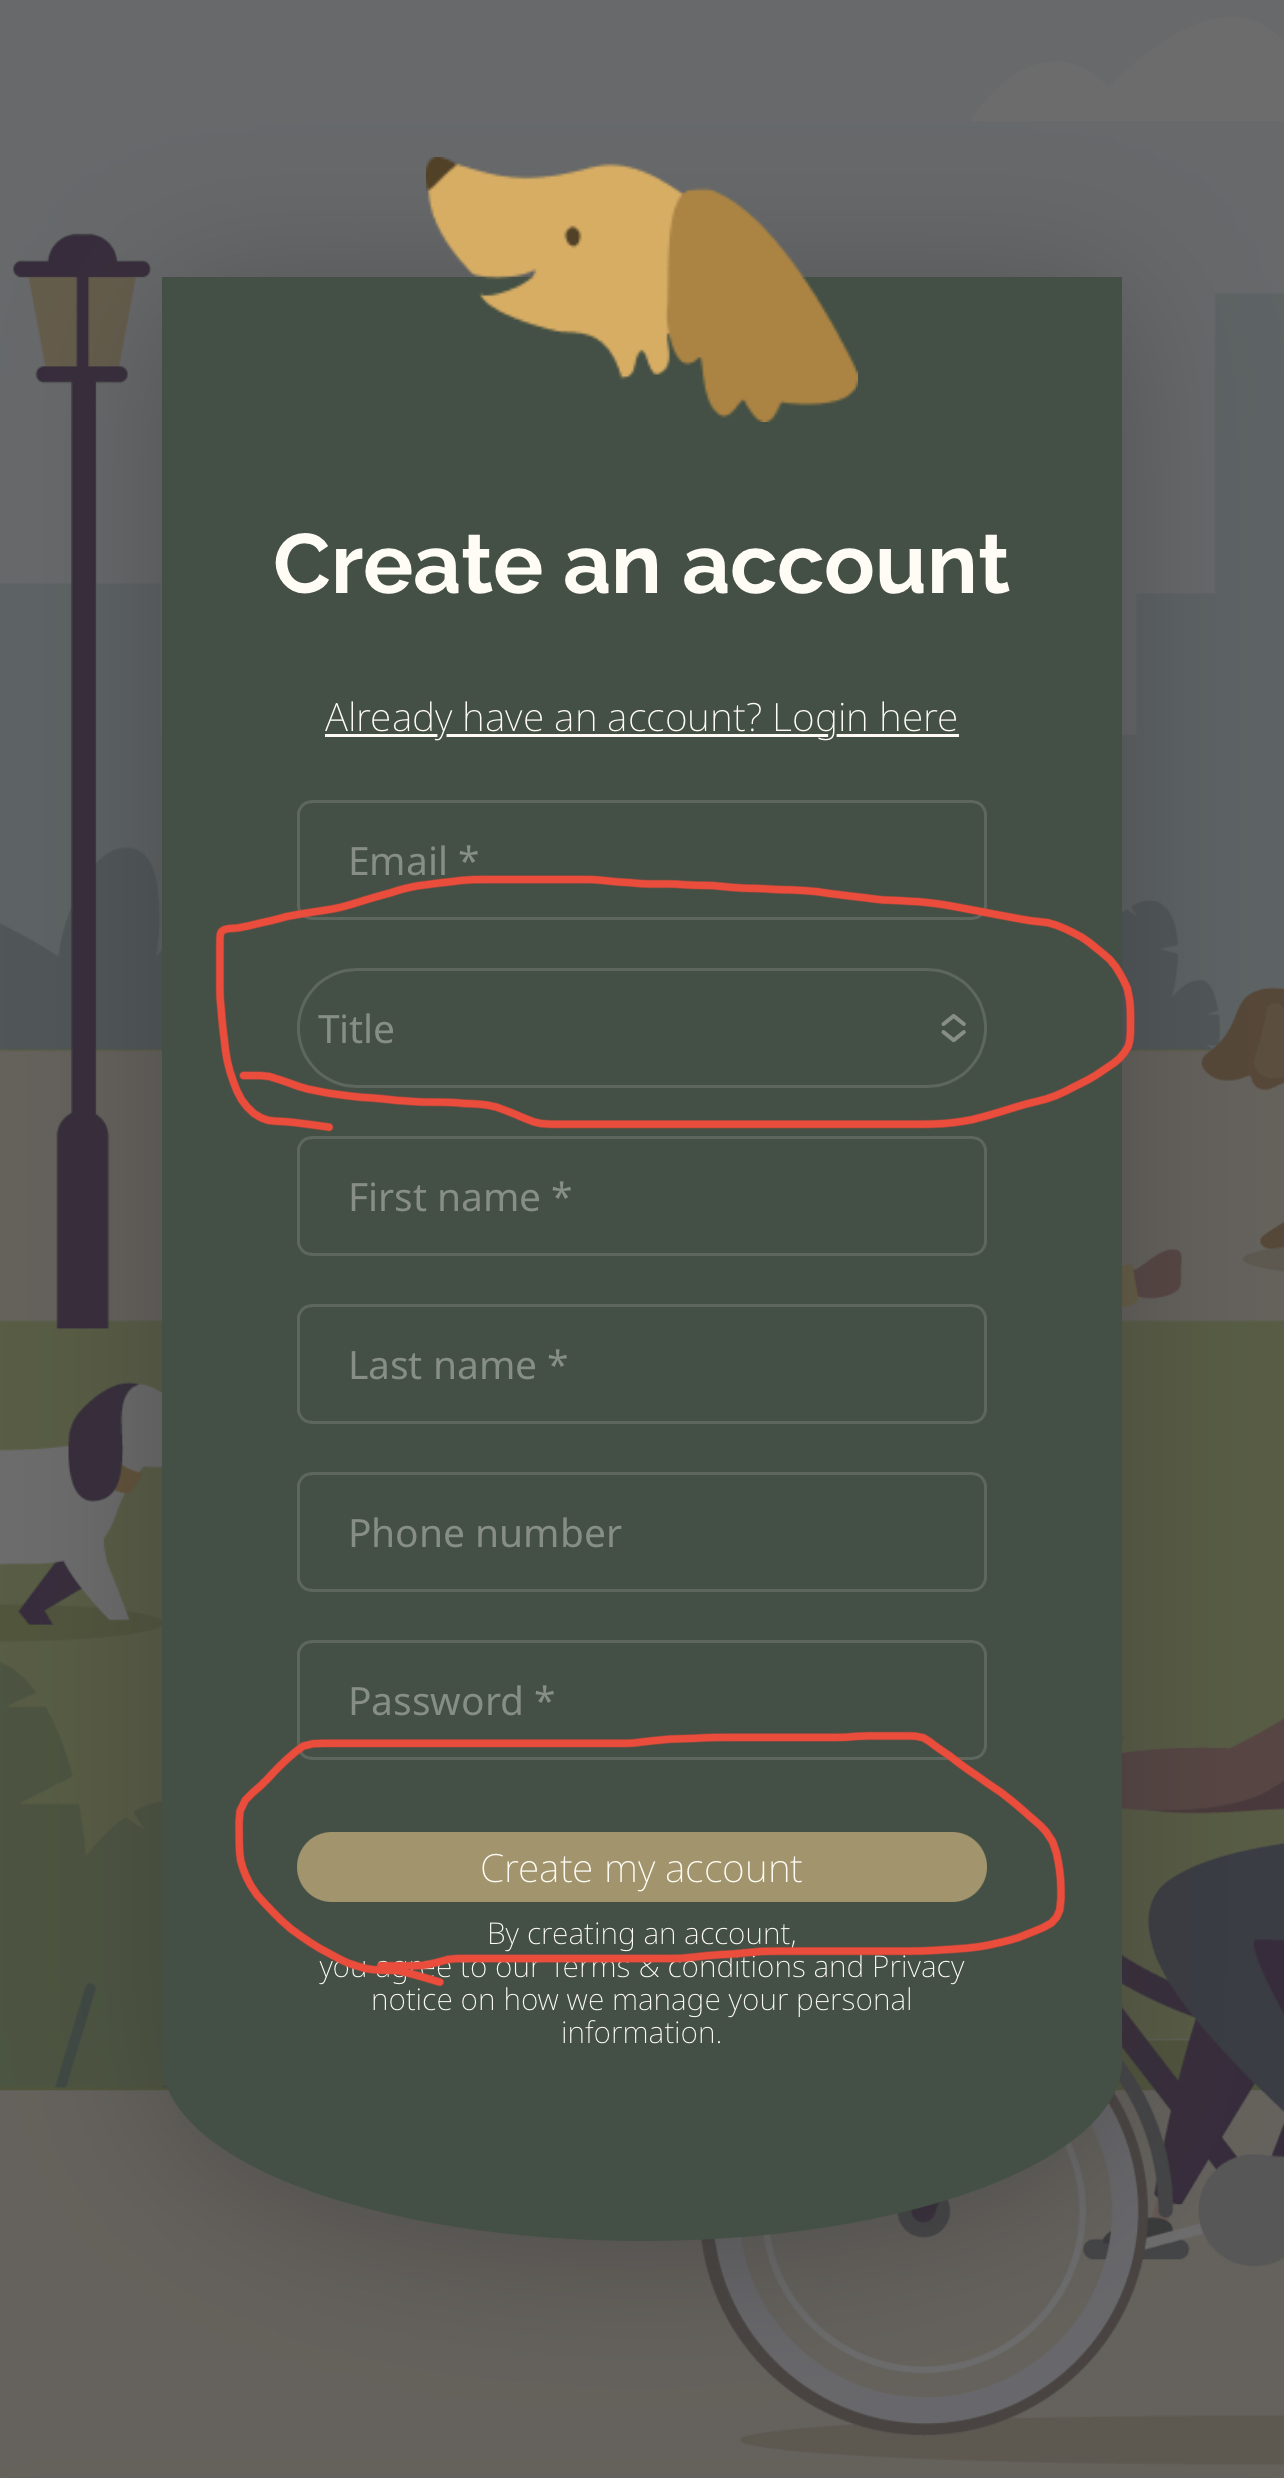 Create an account
Already have an account? Login here
Email *
Title
First name *
Last name *
Phone number
Password *
Create my account
By creating an account,
you agree to our Terms & conditions and Privacy
notice on how we manage your personal
information.